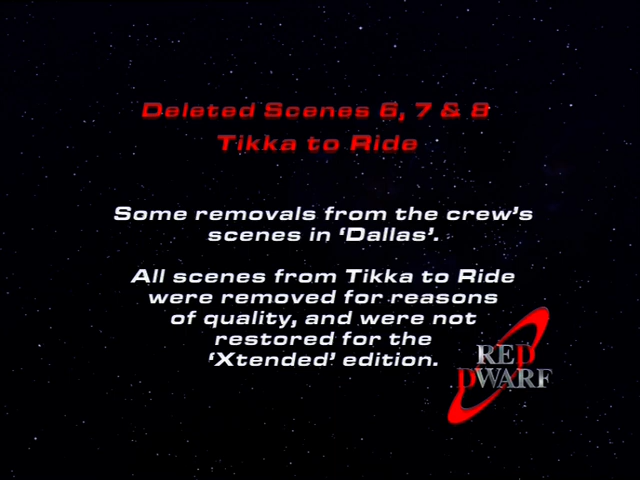 Deleted Scenes 6, 7 & 8
Tikka to Ride
Some removals from the crew's
scenes in ‘Dallas’.
All scenes from Tikka to Ride
were removed for reasons
of quality, and were not
restored for the
‘Xtended’ edition.
RED
DWARF